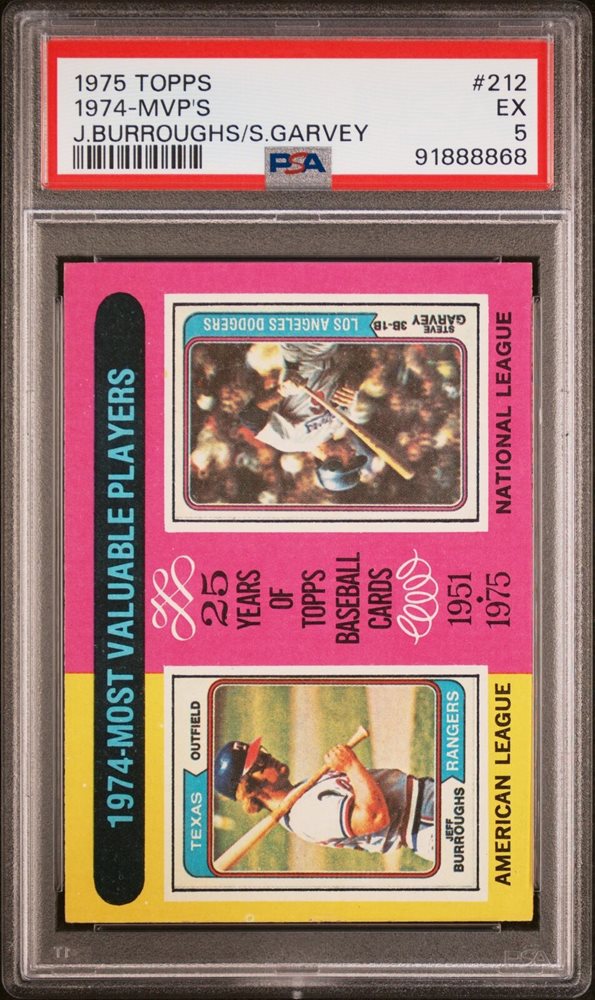 1975 TOPPS #212
1974-MVP'S EX
J.BURROUGHS/S.GARVEY 5
PSA 91888868
1974-MOST VALUABLE PLAYERS
TEXAS OUTFIELD
JEFF
BURROUGHS RANGERS
AMERICAN LEAGUE
25
YEARS
OF
TOPPS
BASEBALL
CARDS
1951
•
1975
LOS ANGELES DODGERS
STEVE
GARVEY 3B-1B
NATIONAL LEAGUE
PSA